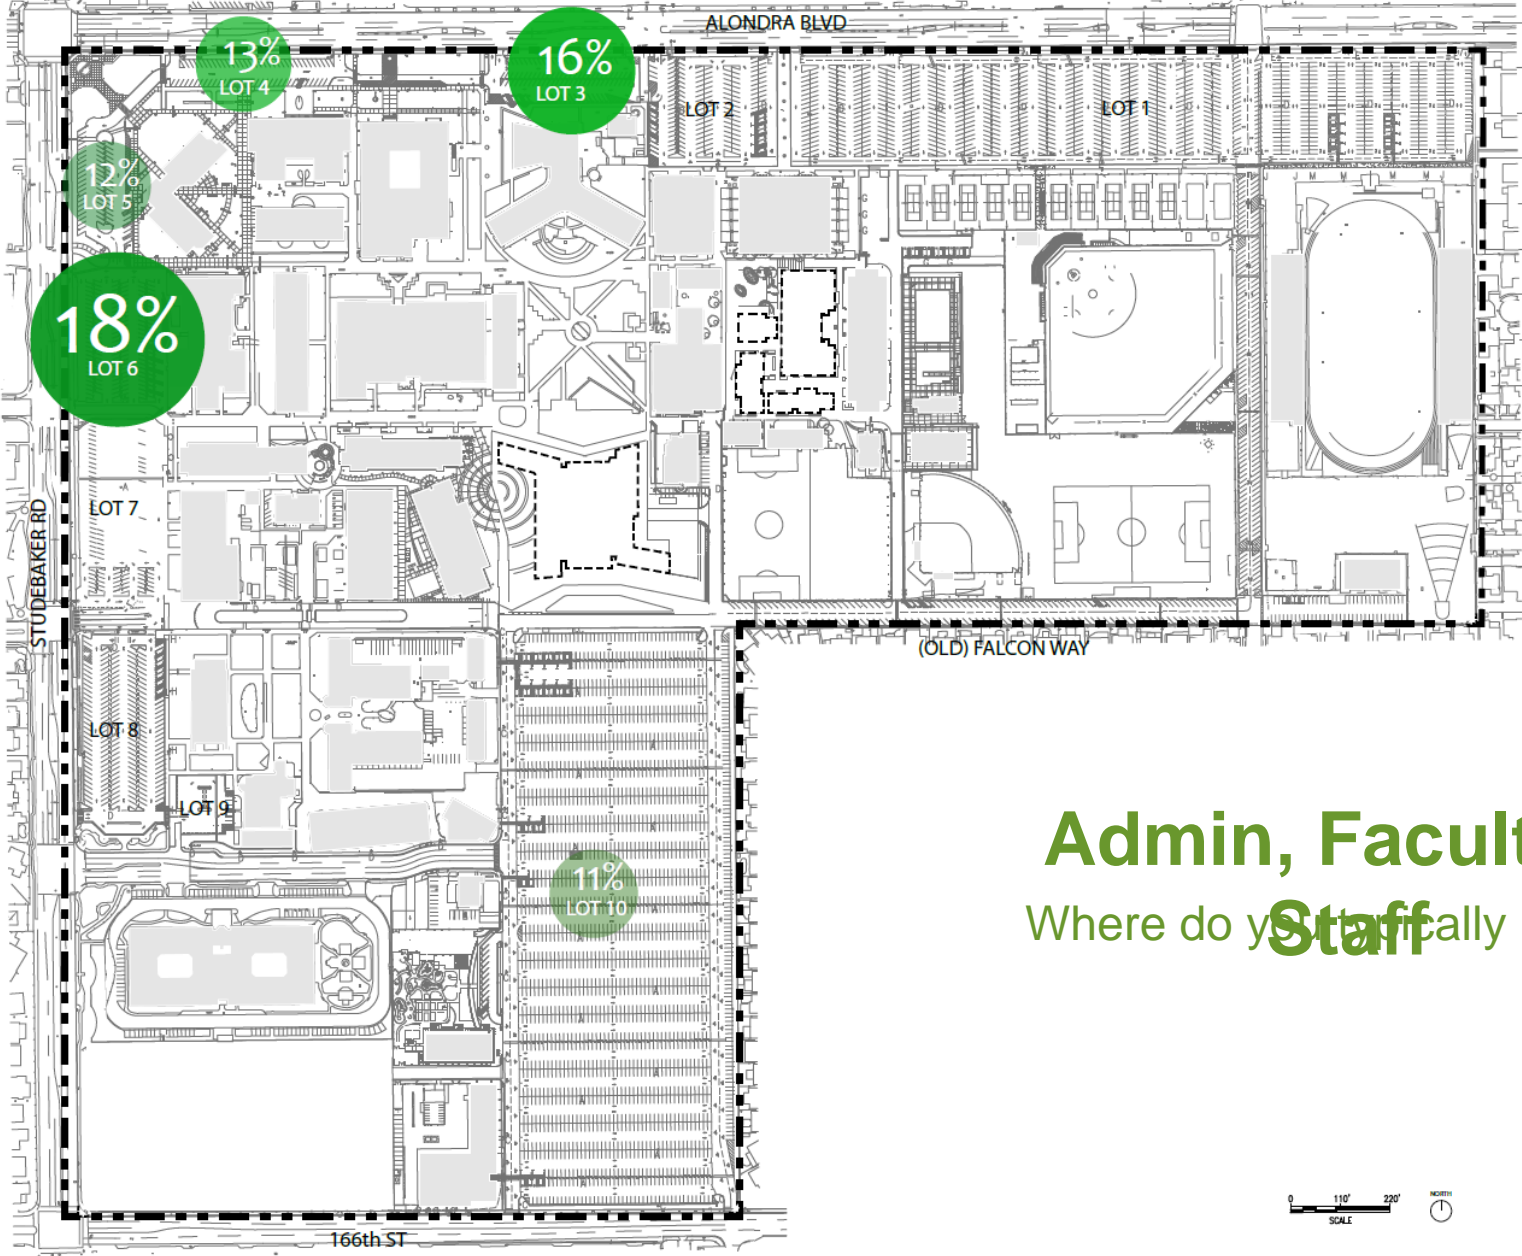 ALONDRA BLVD
13%
LOT 4
16%
LOT 3
LOT 2
LOT 1
12%
LOT 5
18%
LOT 6
LOT 7
STUDEBAKER RD
(OLD) FALCON WAY
LOT 8
LOT 9
11%
LOT 10
Admin, Facult
Staff
Where do you typically
0 110' 220'
SCALE
NORTH
166th ST